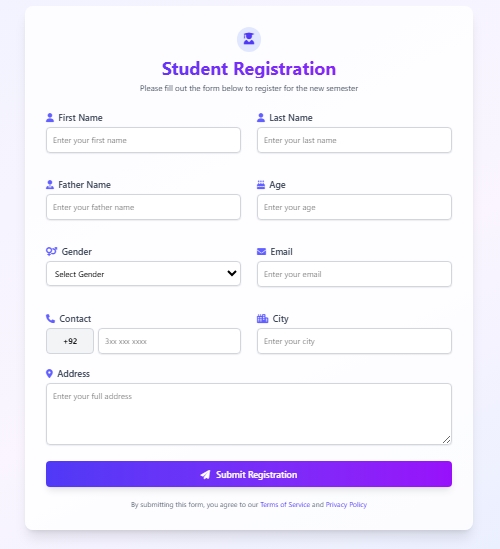 Student Registration
Please fill out the form below to register for the new semester
First Name
Last Name
Enter your first name
Enter your last name
Father Name
Age
Enter your father name
Enter your age
Gender
Email
Select Gender
Enter your email
Contact
City
+92
3xx xxx xxxx
Enter your city
Address
Enter your full address
Submit Registration
By submitting this form, you agree to our Terms of Service and Privacy Policy